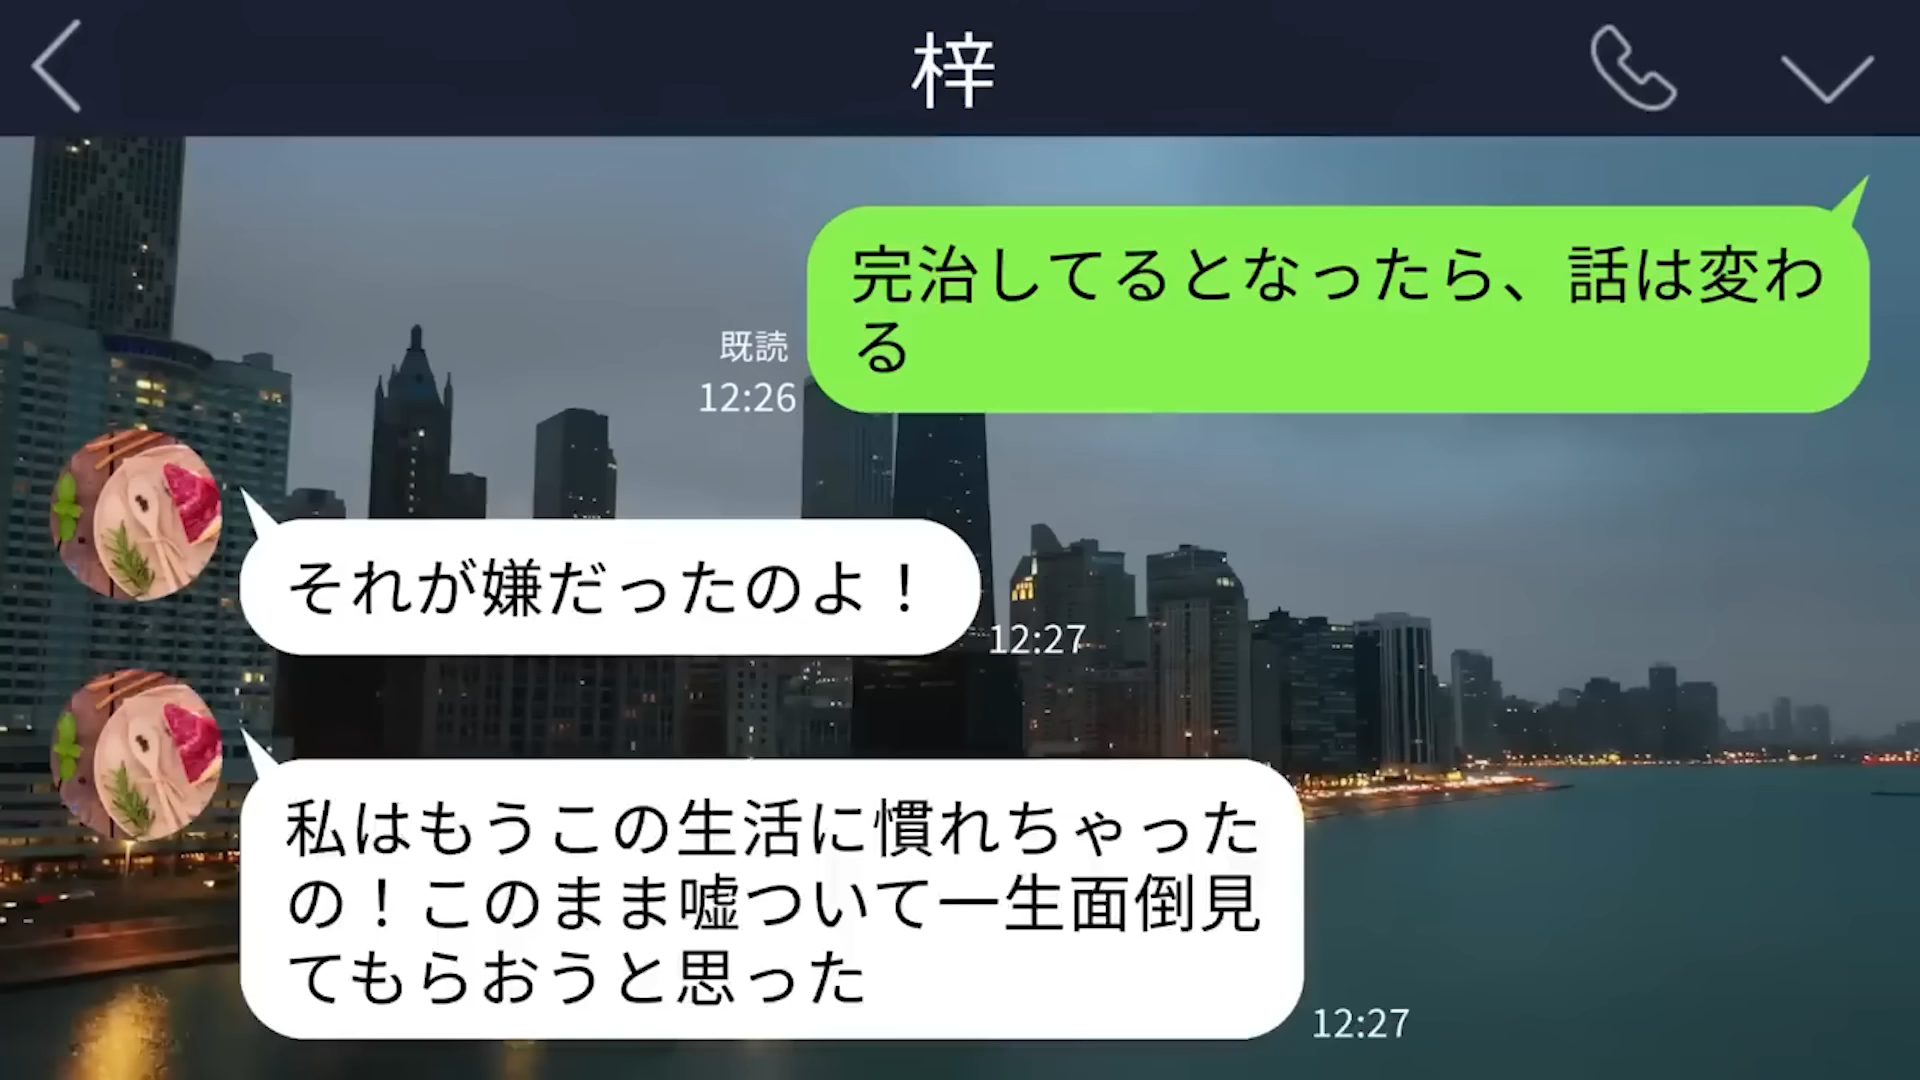 梓
完治してるとなったら、話は変わ
る
既読
12:26
それが嫌だったのよ！
12:27
私はもうこの生活に慣れちゃった
の！このまま嘘ついて一生面倒見
てもらおうと思った
12:27